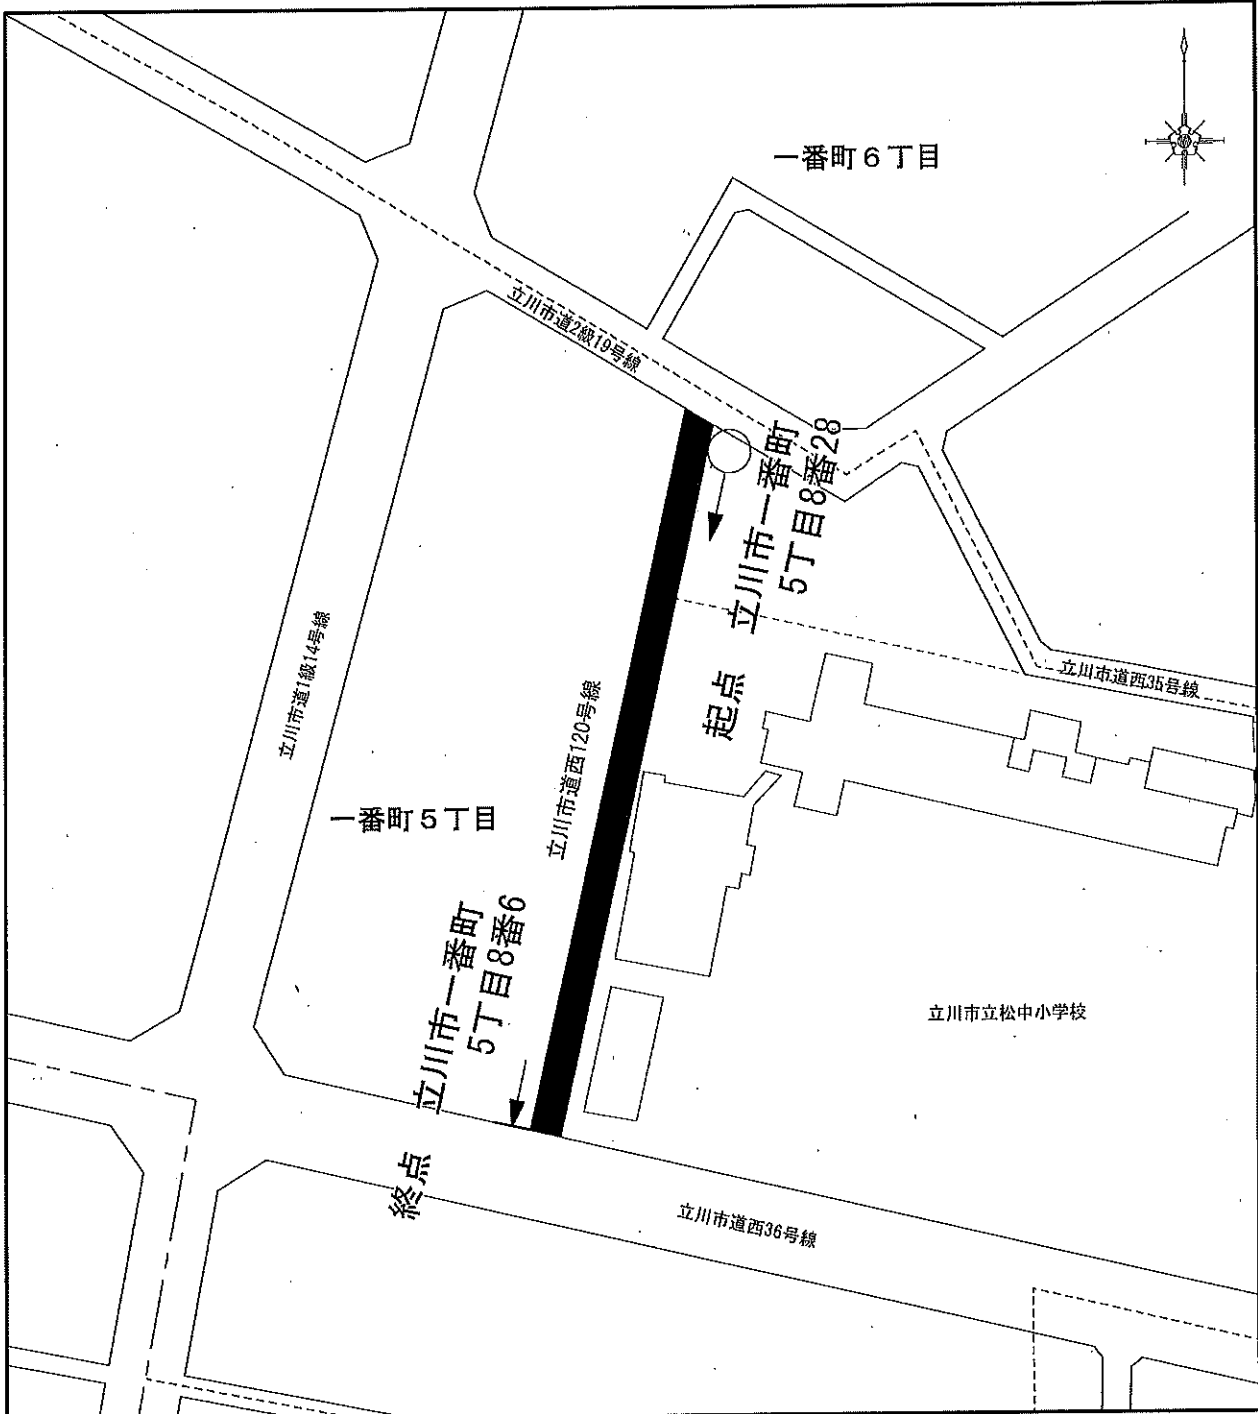 一番町6丁目
立川市道2級19号線
起点 立川市一番町
5丁目8番28
立川市道西35号線
立川市道1級14号線
立川市道西120号線
一番町5丁目
終点 立川市一番町
5丁目8番6
立川市立松中小学校
立川市道西36号線